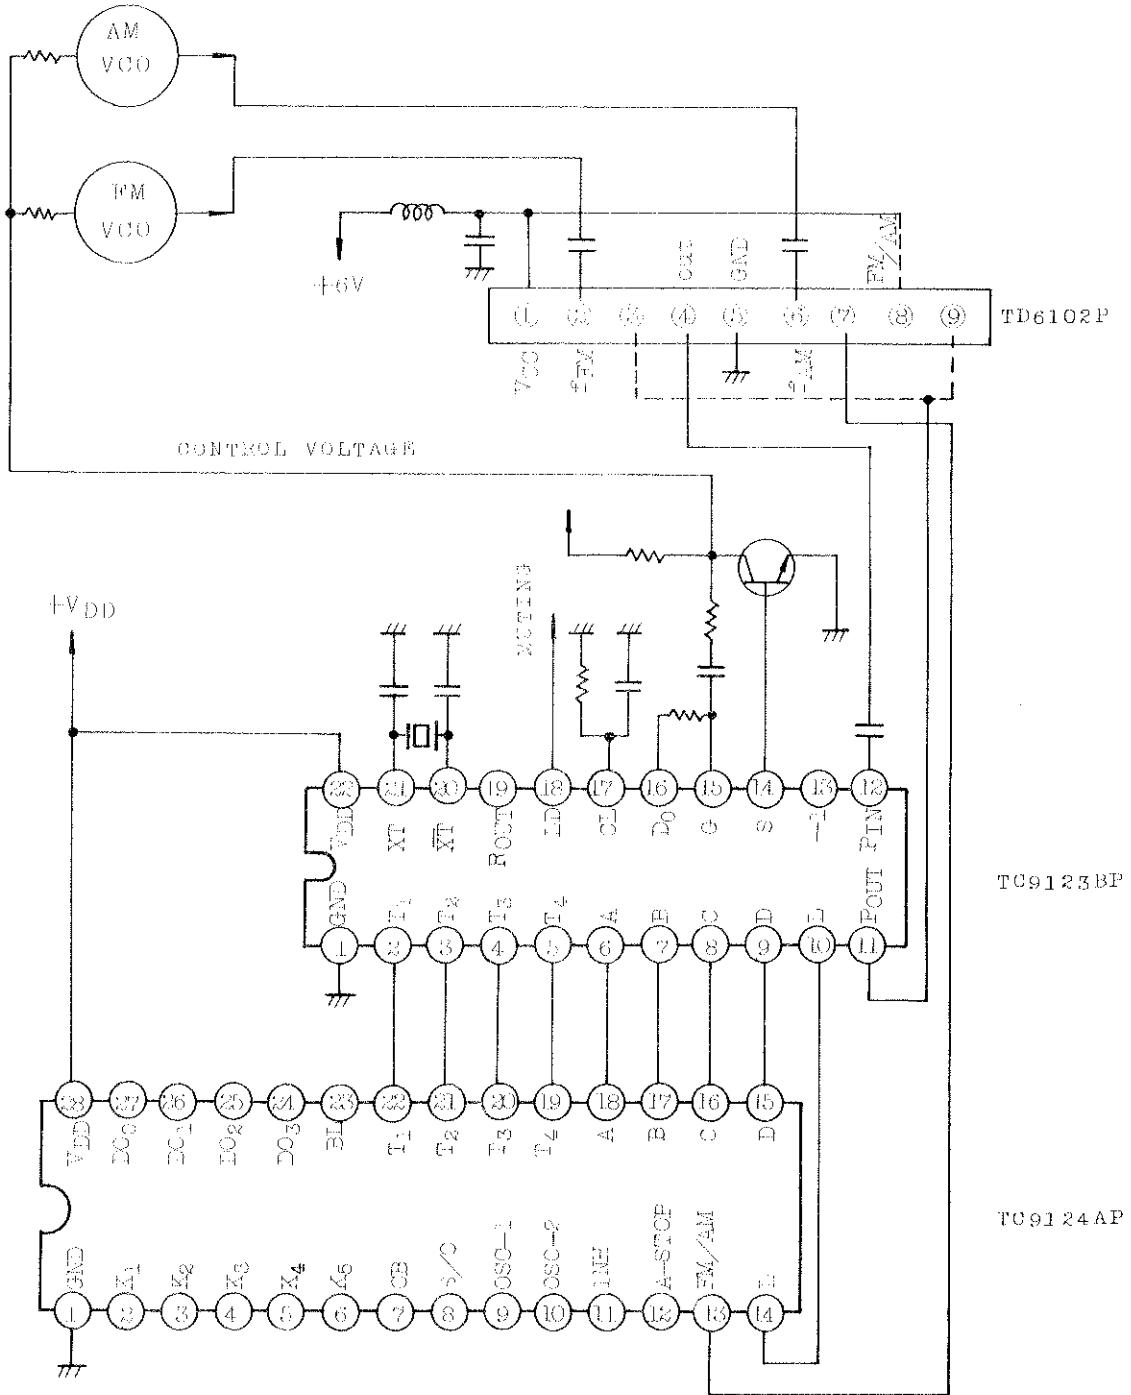 AM
VCO
FM
VCO
+6V
OUT
GND
FM/AM
(1) (2) (3) (4) (5) (6) (7) (8) (9)
TD6102P
VCC
fFM
fAM
CONTROL VOLTAGE
MUTING
+VDD
22 21 20 19 18 17 16 15 14 13 12
VDD XT XT ROUT LD CL DO G S PIN
TC9123BP
GND T1 T2 T3 T4 A B C D L POUT
1 2 3 4 5 6 7 8 9 10 11
28 27 26 25 24 23 22 21 20 19 18 17 16 15
VDD DO0 DO1 DO2 DO3 BL T1 T2 T3 T4 A B C D
TC9124AP
GND K1 K2 K3 K4 K5 CB S/C OSC-1 OSC-2 INH A-STOP FM/AM L
1 2 3 4 5 6 7 8 9 10 11 12 13 14